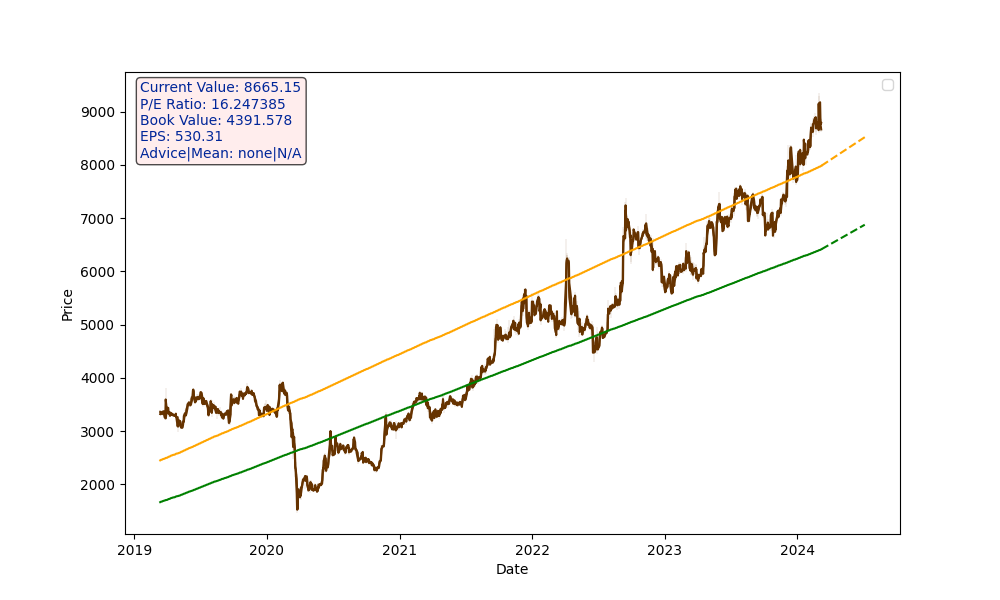 Current Value: 8665.15
P/E Ratio: 16.247385
Book Value: 4391.578
EPS: 530.31
Advice|Mean: none|N/A
9000
8000
7000
6000
5000
4000
3000
2000
Price
2019 2020 2021 2022 2023 2024
Date